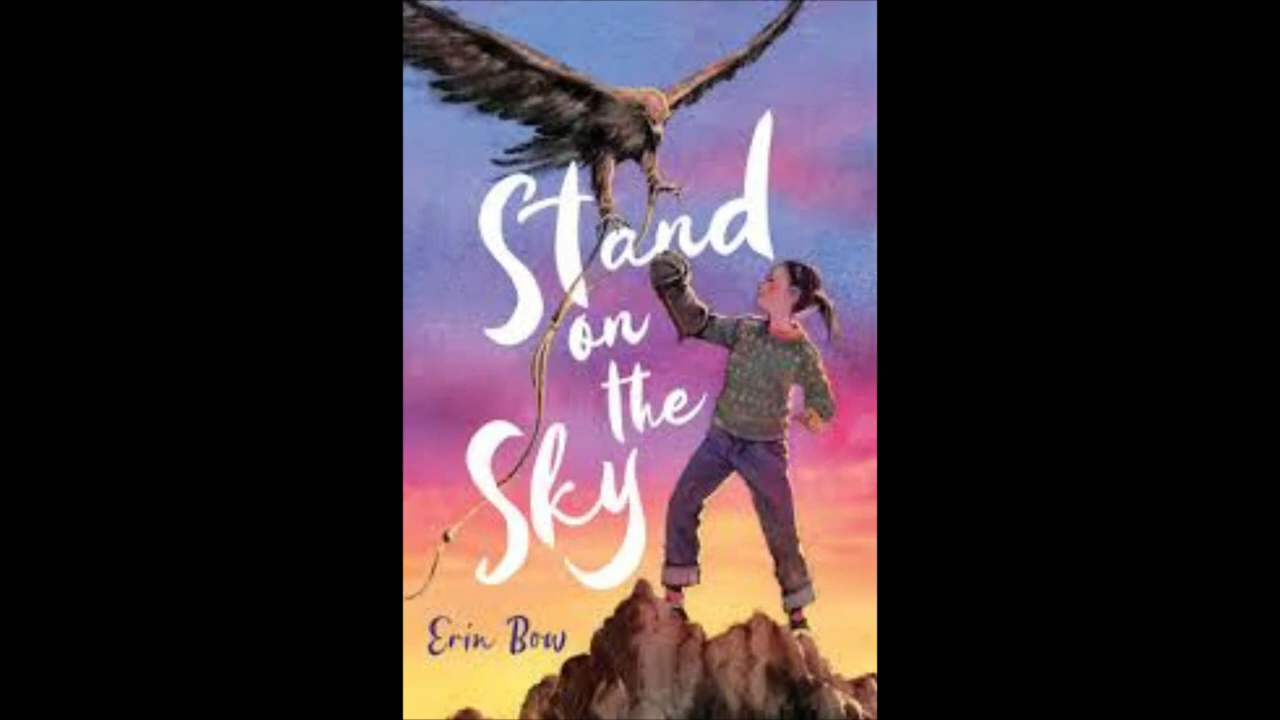 Stand
on
the
Sky
Erin Bow